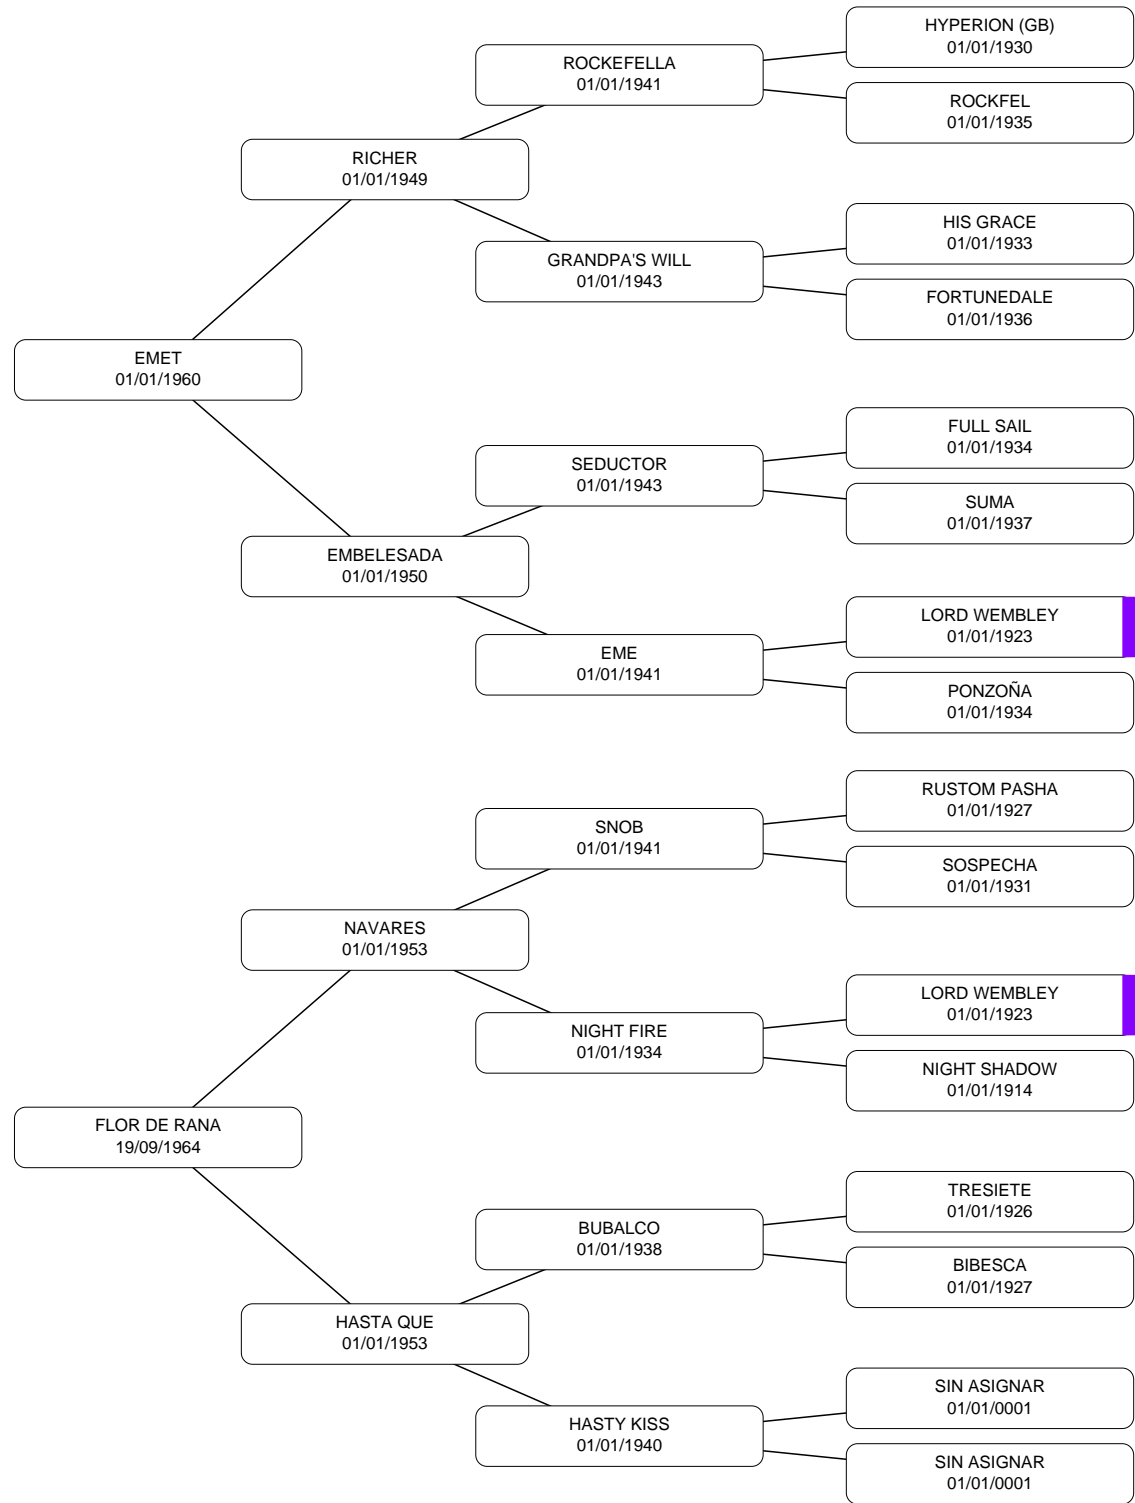 HYPERION (GB)
01/01/1930
ROCKEFELLA
01/01/1941
ROCKFEL
01/01/1935
RICHER
01/01/1949
HIS GRACE
01/01/1933
GRANDPA'S WILL
01/01/1943
FORTUNEDALE
01/01/1936
EMET
01/01/1960
FULL SAIL
01/01/1934
SEDUCTOR
01/01/1943
SUMA
01/01/1937
EMBELESADA
01/01/1950
LORD WEMBLEY
01/01/1923
EME
01/01/1941
PONZOÑA
01/01/1934
RUSTOM PASHA
01/01/1927
SNOB
01/01/1941
SOSPECHA
01/01/1931
NAVARES
01/01/1953
LORD WEMBLEY
01/01/1923
NIGHT FIRE
01/01/1934
NIGHT SHADOW
01/01/1914
FLOR DE RANA
19/09/1964
TRESIETE
01/01/1926
BUBALCO
01/01/1938
BIBESCA
01/01/1927
HASTA QUE
01/01/1953
SIN ASIGNAR
01/01/0001
HASTY KISS
01/01/1940
SIN ASIGNAR
01/01/0001